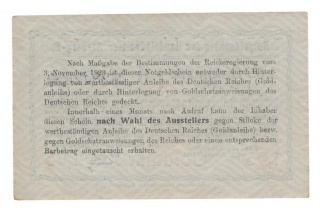 Nach Maßgabe der Bestimmungen der Reichsregierung vom
3. November 1923 ist dieser Notgeldschein entweder durch Hinter-
legung von wertbeständiger Anleihe des Deutschen Reiches (Gold-
anleihe) oder durch Hinterlegung von Goldschatzanweisungen des
Deutschen Reiches gedeckt.
Innerhalb eines Monats nach Aufruf kann der Inhaber
diesen Schein nach Wahl des Ausstellers gegen Stücke der
wertbeständigen Anleihe des Deutschen Reiches (Goldanleihe) bezw.
gegen Goldschatzanweisungen des Reiches oder einen entsprechenden
Barbetrag eingetauscht erhalten.